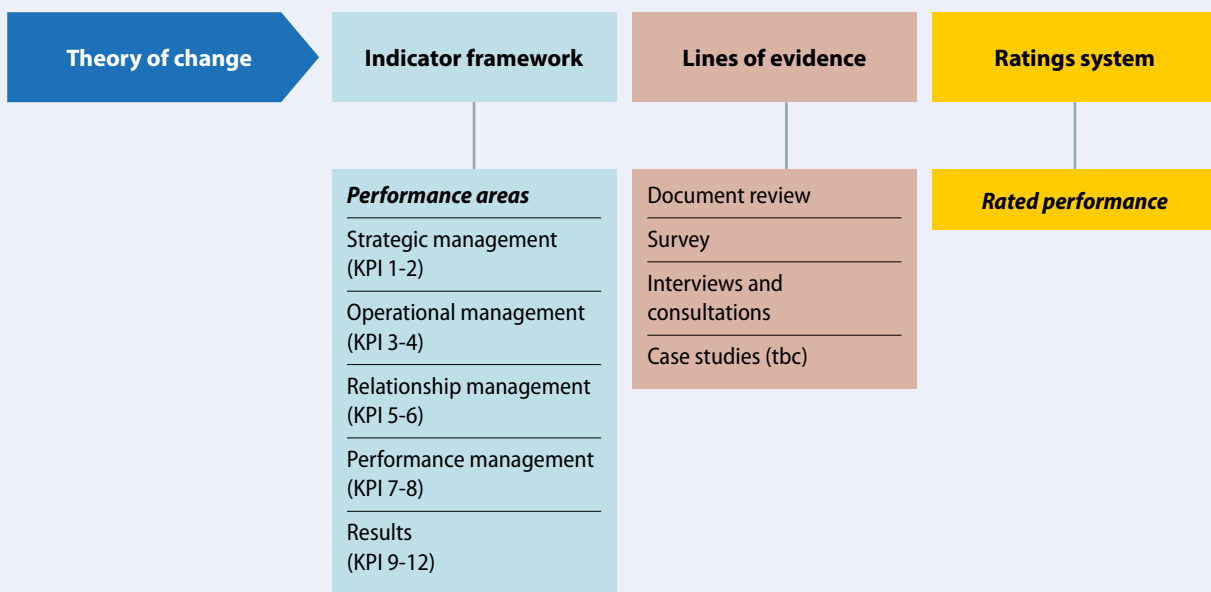 Theory of change
Indicator framework
Lines of evidence
Ratings system
Performance areas
Strategic management
(KPI 1-2)
Operational management
(KPI 3-4)
Relationship management
(KPI 5-6)
Performance management
(KPI 7-8)
Results
(KPI 9-12)
Document review
Survey
Interviews and
consultations
Case studies (tbc)
Rated performance